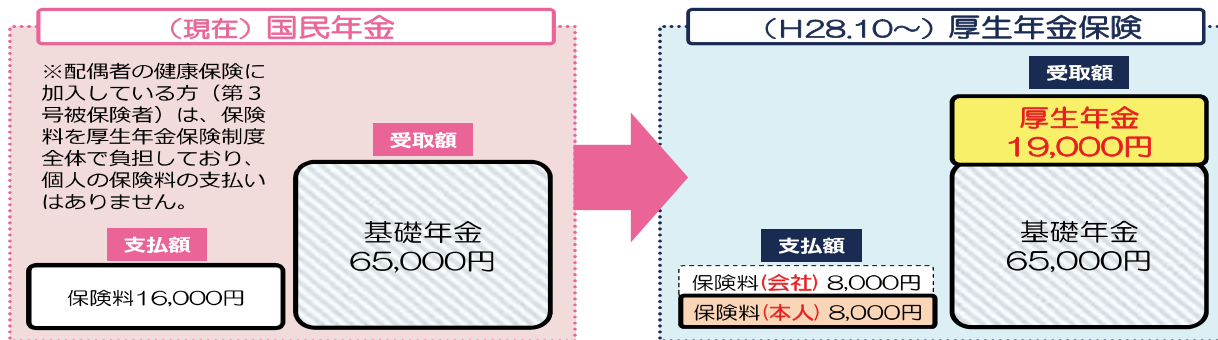 （現在）国民年金
※配偶者の健康保険に
加入している方（第３
号被保険者）は、保険
料を厚生年金保険制度
全体で負担しており、
個人の保険料の支払い
はありません。
支払額
保険料16,000円
受取額
基礎年金
65,000円
（H28.10～）厚生年金保険
支払額
保険料(会社) 8,000円
保険料(本人) 8,000円
受取額
厚生年金
19,000円
基礎年金
65,000円